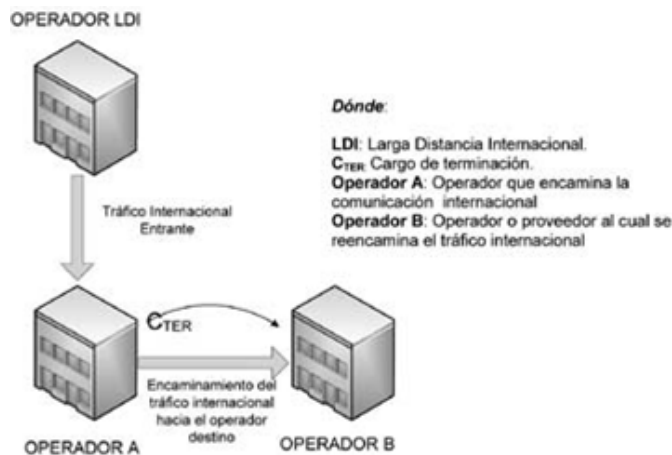 OPERADOR LDI
Dónde:
LDI: Larga Distancia Internacional.
CTER: Cargo de terminación.
Operador A: Operador que encamina la
comunicación internacional
Operador B: Operador o proveedor al cual se
reencamina el tráfico internacional
Tráfico Internacional
Entrante
CTER
Encaminamiento del
tráfico internacional
hacia el operador
destino
OPERADOR A
OPERADOR B